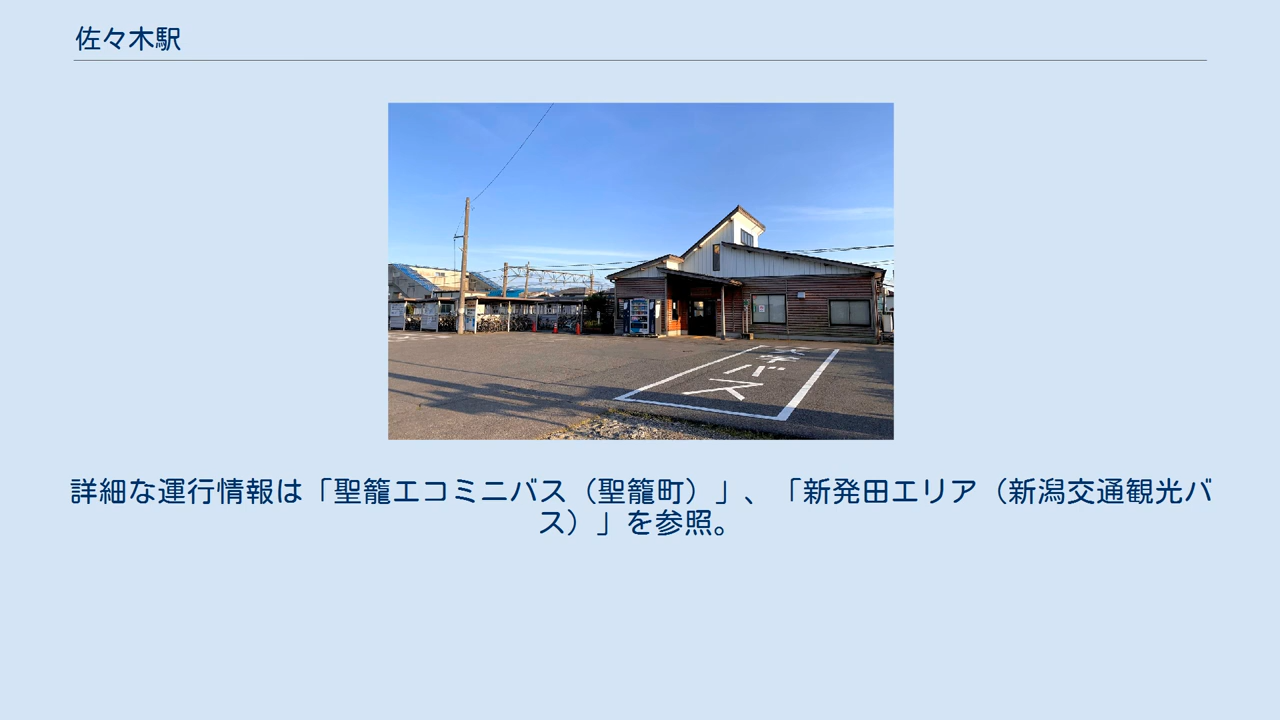 佐々木駅
バス
詳細な運行情報は「聖籠エコミニバス（聖籠町）」、「新発田エリア（新潟交通観光バ
ス）」を参照。